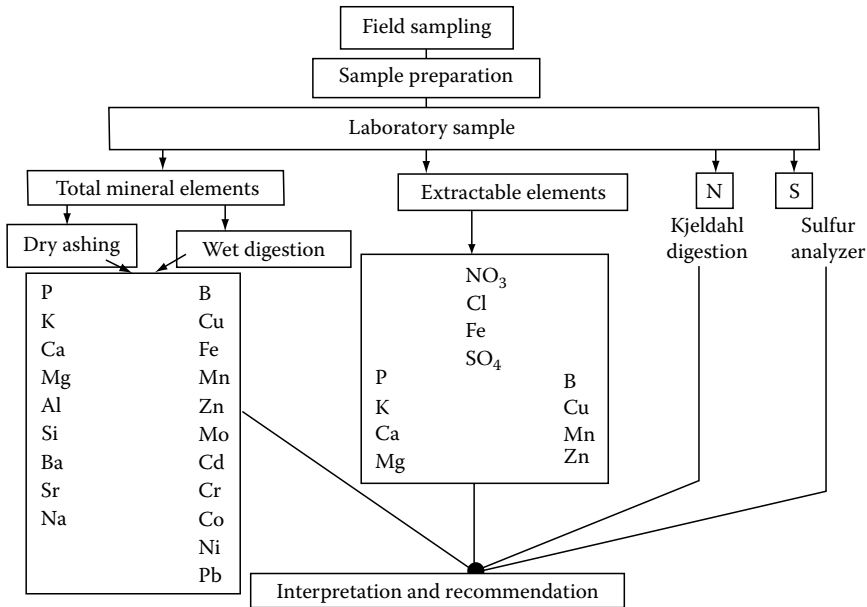 Field sampling
Sample preparation
Laboratory sample
Total mineral elements
Extractable elements
N
S
Dry ashing
Wet digestion
Kjeldahl
digestion
Sulfur
analyzer
P
K
Ca
Mg
Al
Si
Ba
Sr
Na
B
Cu
Fe
Mn
Zn
Mo
Cd
Cr
Co
Ni
Pb
NO₃
Cl
Fe
SO₄
P
K
Ca
Mg
B
Cu
Mn
Zn
Interpretation and recommendation